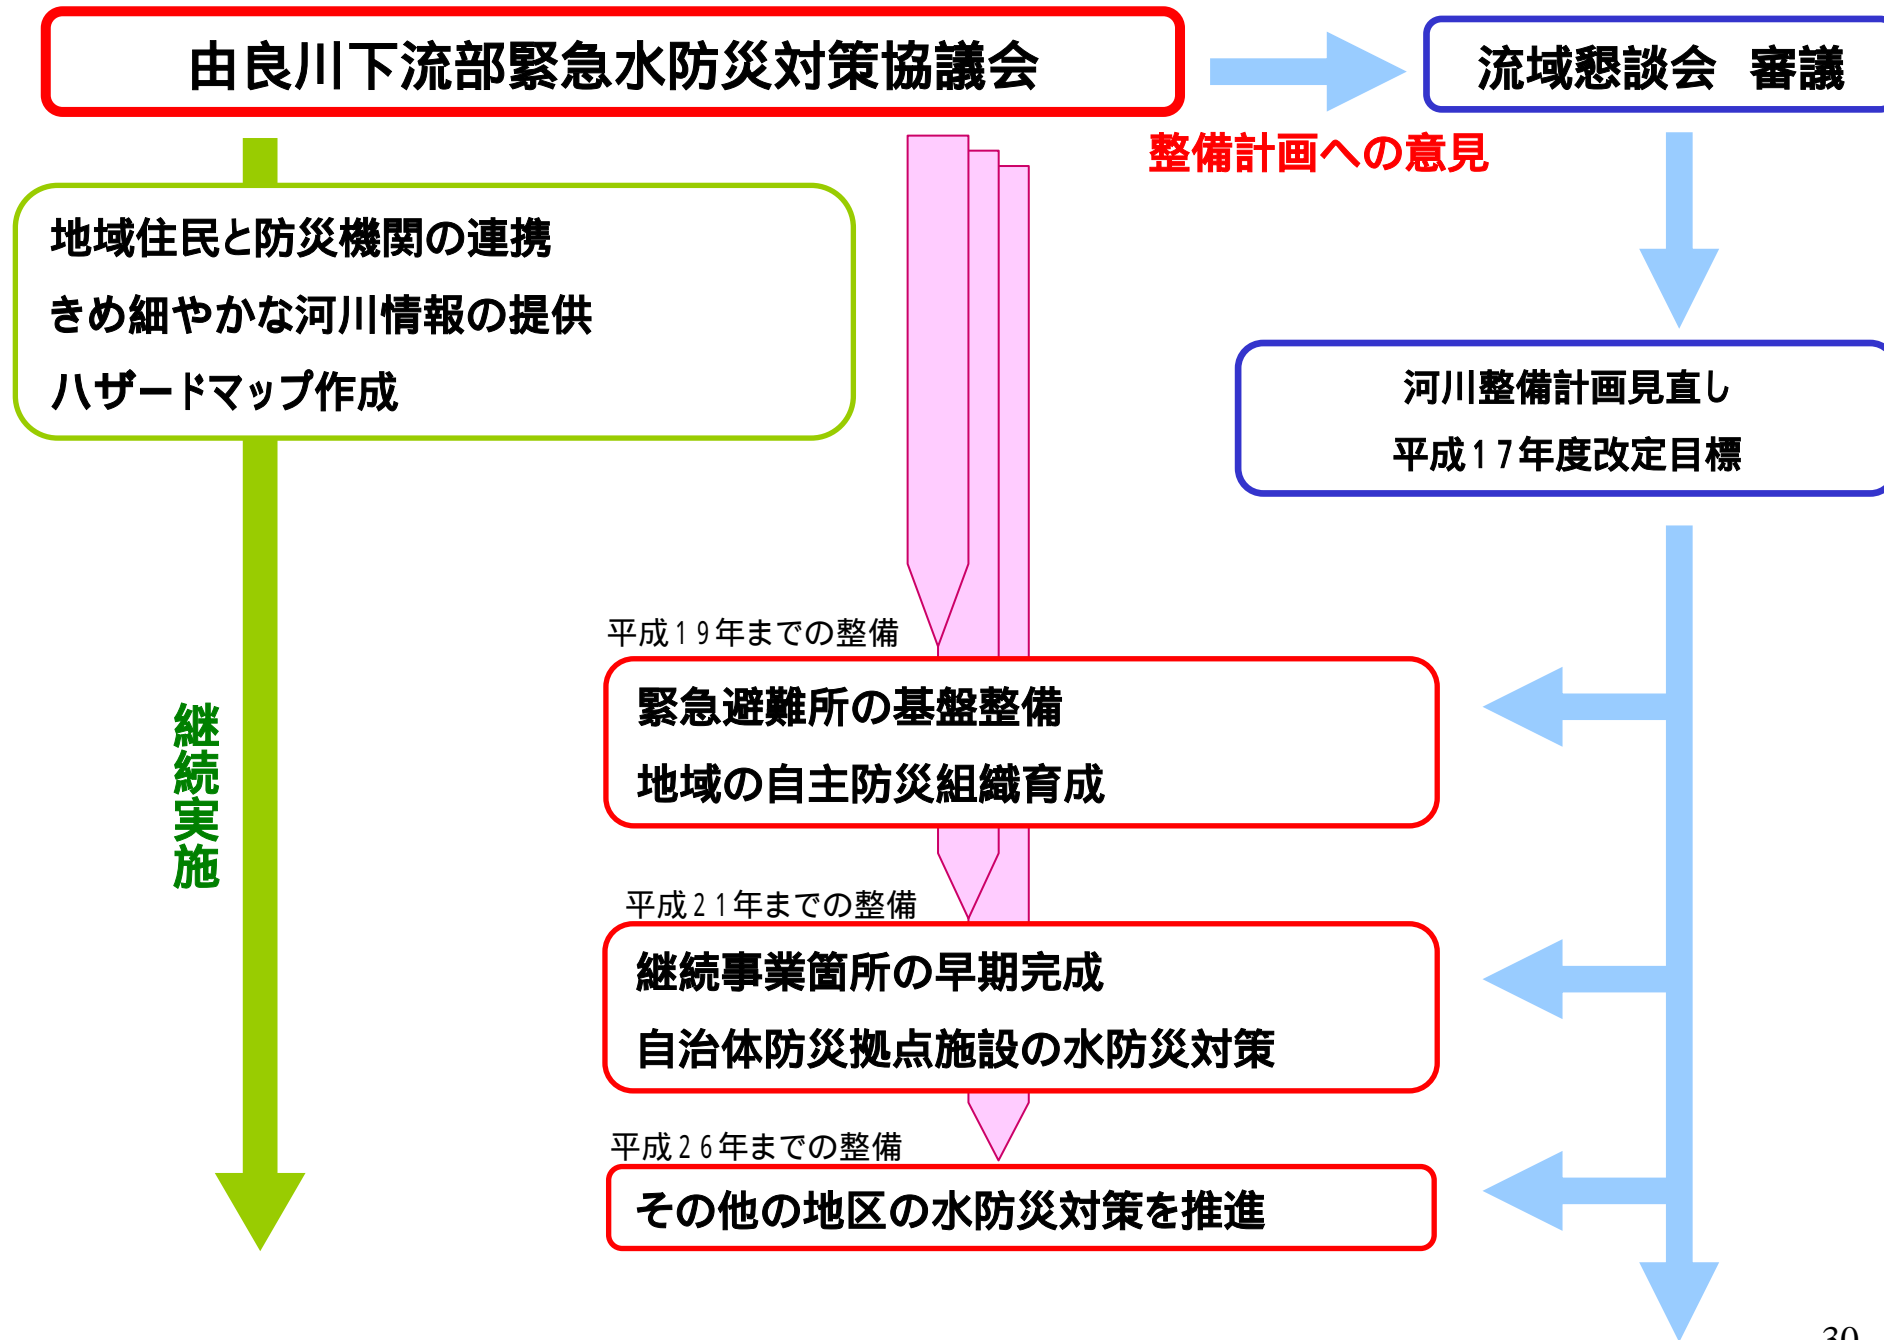 由良川下流部緊急水防災対策協議会
流域懇談会　審議
整備計画への意見
地域住民と防災機関の連携
きめ細やかな河川情報の提供
ハザードマップ作成
河川整備計画見直し
平成17年度改定目標
継続実施
平成19年までの整備
緊急避難所の基盤整備
地域の自主防災組織育成
平成21年までの整備
継続事業箇所の早期完成
自治体防災拠点施設の水防災対策
平成26年までの整備
その他の地区の水防災対策を推進
30